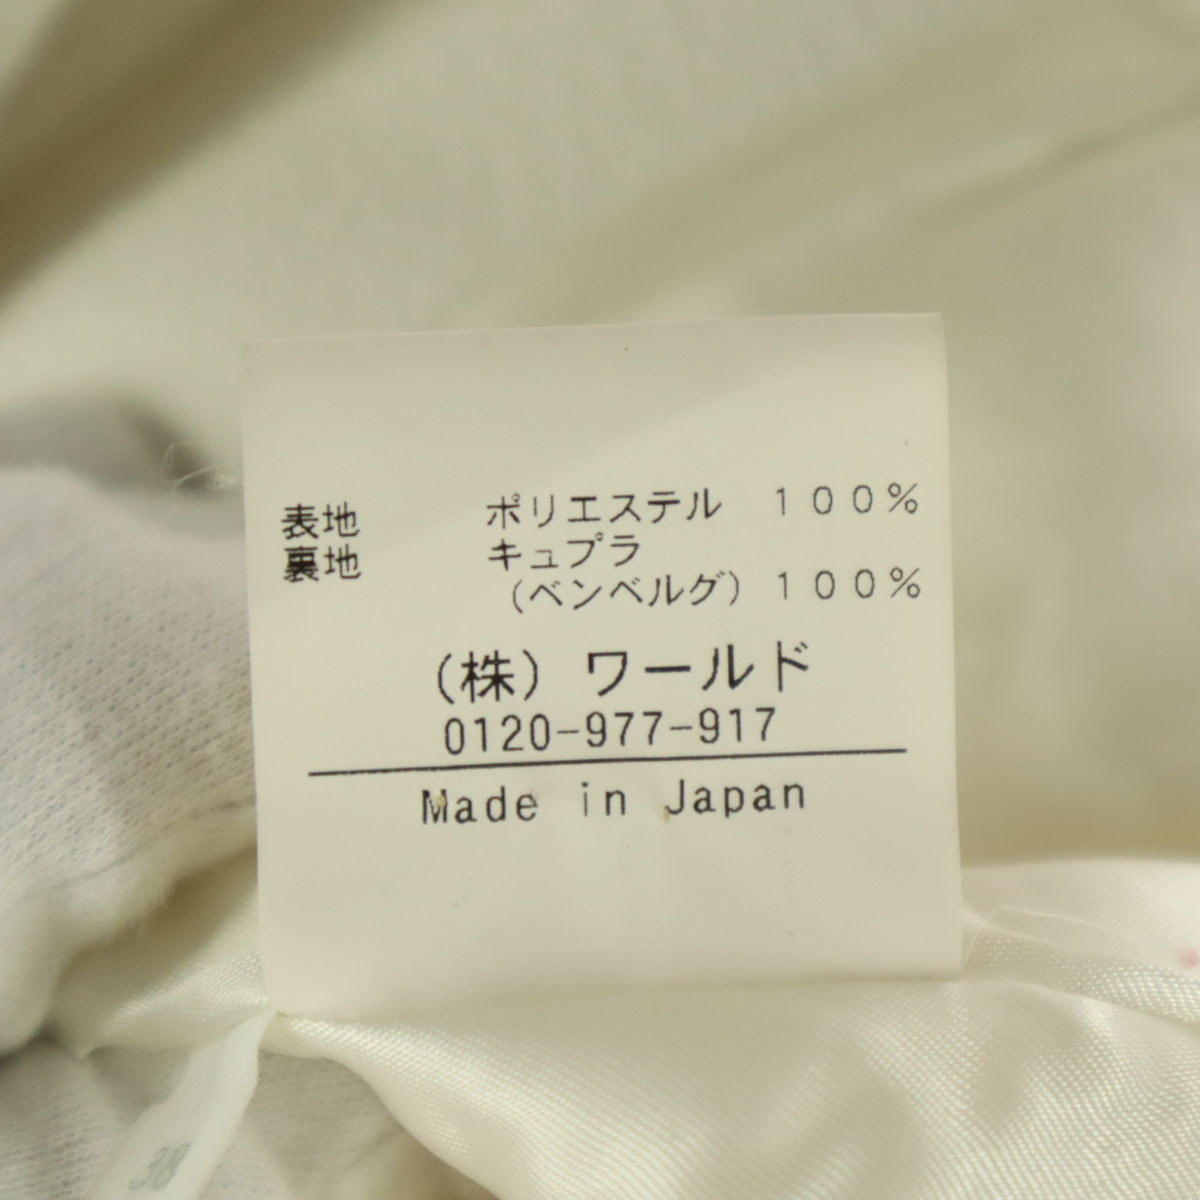 表地 ポリエステル 100%
裏地 キュプラ
(ベンベルグ) 100%
(株) ワールド
0120-977-917
Made in Japan